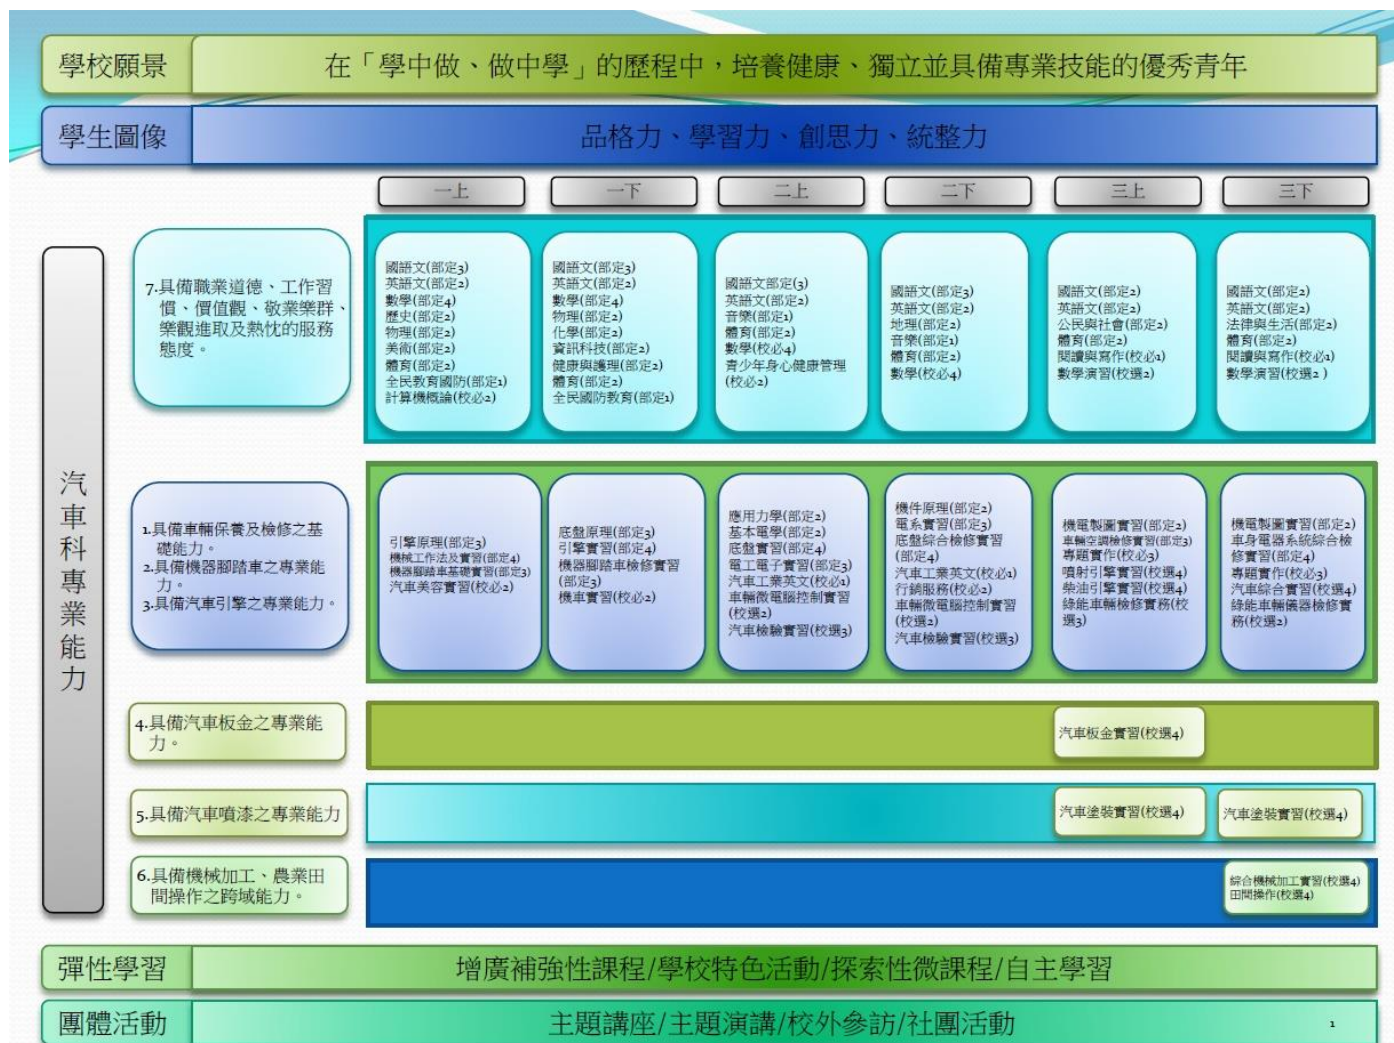 學校願景
在「學中做、做中學」的歷程中，培養健康、獨立並具備專業技能的優秀青年
學生圖像
品格力、學習力、創思力、統整力
一上
一下
二上
二下
三上
三下
汽車科專業能力
7.具備職業道德、工作習
慣、價值觀、敬業樂群、
樂觀進取及熱忱的服務
態度。
國語文(部定3)
英語文(部定2)
數學(部定4)
歷史(部定2)
物理(部定2)
美術(部定2)
體育(部定2)
全民教育國防(部定1)
計算機概論(校必2)
國語文(部定3)
英語文(部定2)
數學(部定4)
物理(部定2)
化學(部定2)
資訊科技(部定2)
健康與護理(部定2)
體育(部定2)
全民國防教育(部定1)
國語文部定(3)
英語文(部定2)
音樂(部定1)
體育(部定2)
數學(校必4)
青少年身心健康管理
(校必2)
國語文(部定3)
英語文(部定2)
地理(部定2)
音樂(部定1)
體育(部定2)
數學(校必4)
國語文(部定2)
英語文(部定2)
公民與社會(部定2)
體育(部定2)
閱讀與寫作(校必1)
數學演習(校選2)
國語文(部定2)
英語文(部定2)
法律與生活(部定2)
體育(部定2)
閱讀與寫作(校必1)
數學演習(校選2 )
1.具備車輛保養及檢修之基
礎能力。
2.具備機器腳踏車之專業能
力。
3.具備汽車引擎之專業能力。
引擎原理(部定3)
機械工作法及實習(部定4)
機器腳踏車基礎實習(部定3)
汽車美容實習(校必2)
底盤原理(部定3)
引擎實習(部定4)
機器腳踏車檢修實習
(部定3)
機車實習(校必2)
應用力學(部定2)
基本電學(部定2)
底盤實習(部定4)
電工電子實習(部定3)
汽車工業英文(校必1)
車輛微電腦控制實習
(校選2)
汽車檢驗實習(校選3)
機件原理(部定2)
電系實習(部定3)
底盤綜合檢修實習
(部定4)
汽車工業英文(校必1)
行銷服務(校必2)
車輛微電腦控制實習
(校選2)
汽車檢驗實習(校選3)
機電製圖實習(部定2)
車輛空調檢修實習(部定3)
專題實作(校必3)
噴射引擎實習(校選4)
柴油引擎實習(校選4)
綠能車輛檢修實務(校
選3)
機電製圖實習(部定2)
車身電器系統綜合檢
修實習(部定4)
專題實作(校必3)
汽車綜合實習(校選4)
綠能車輛儀器檢修實
務(校選2)
4.具備汽車板金之專業能
力。
汽車板金實習(校選4)
5.具備汽車噴漆之專業能力
汽車塗裝實習(校選4)
汽車塗裝實習(校選4)
6.具備機械加工、農業田
間操作之跨域能力。
綜合機械加工實習(校選4)
田間操作(校選4)
彈性學習
增廣補強性課程/學校特色活動/探索性微課程/自主學習
團體活動
主題講座/主題演講/校外參訪/社團活動
1